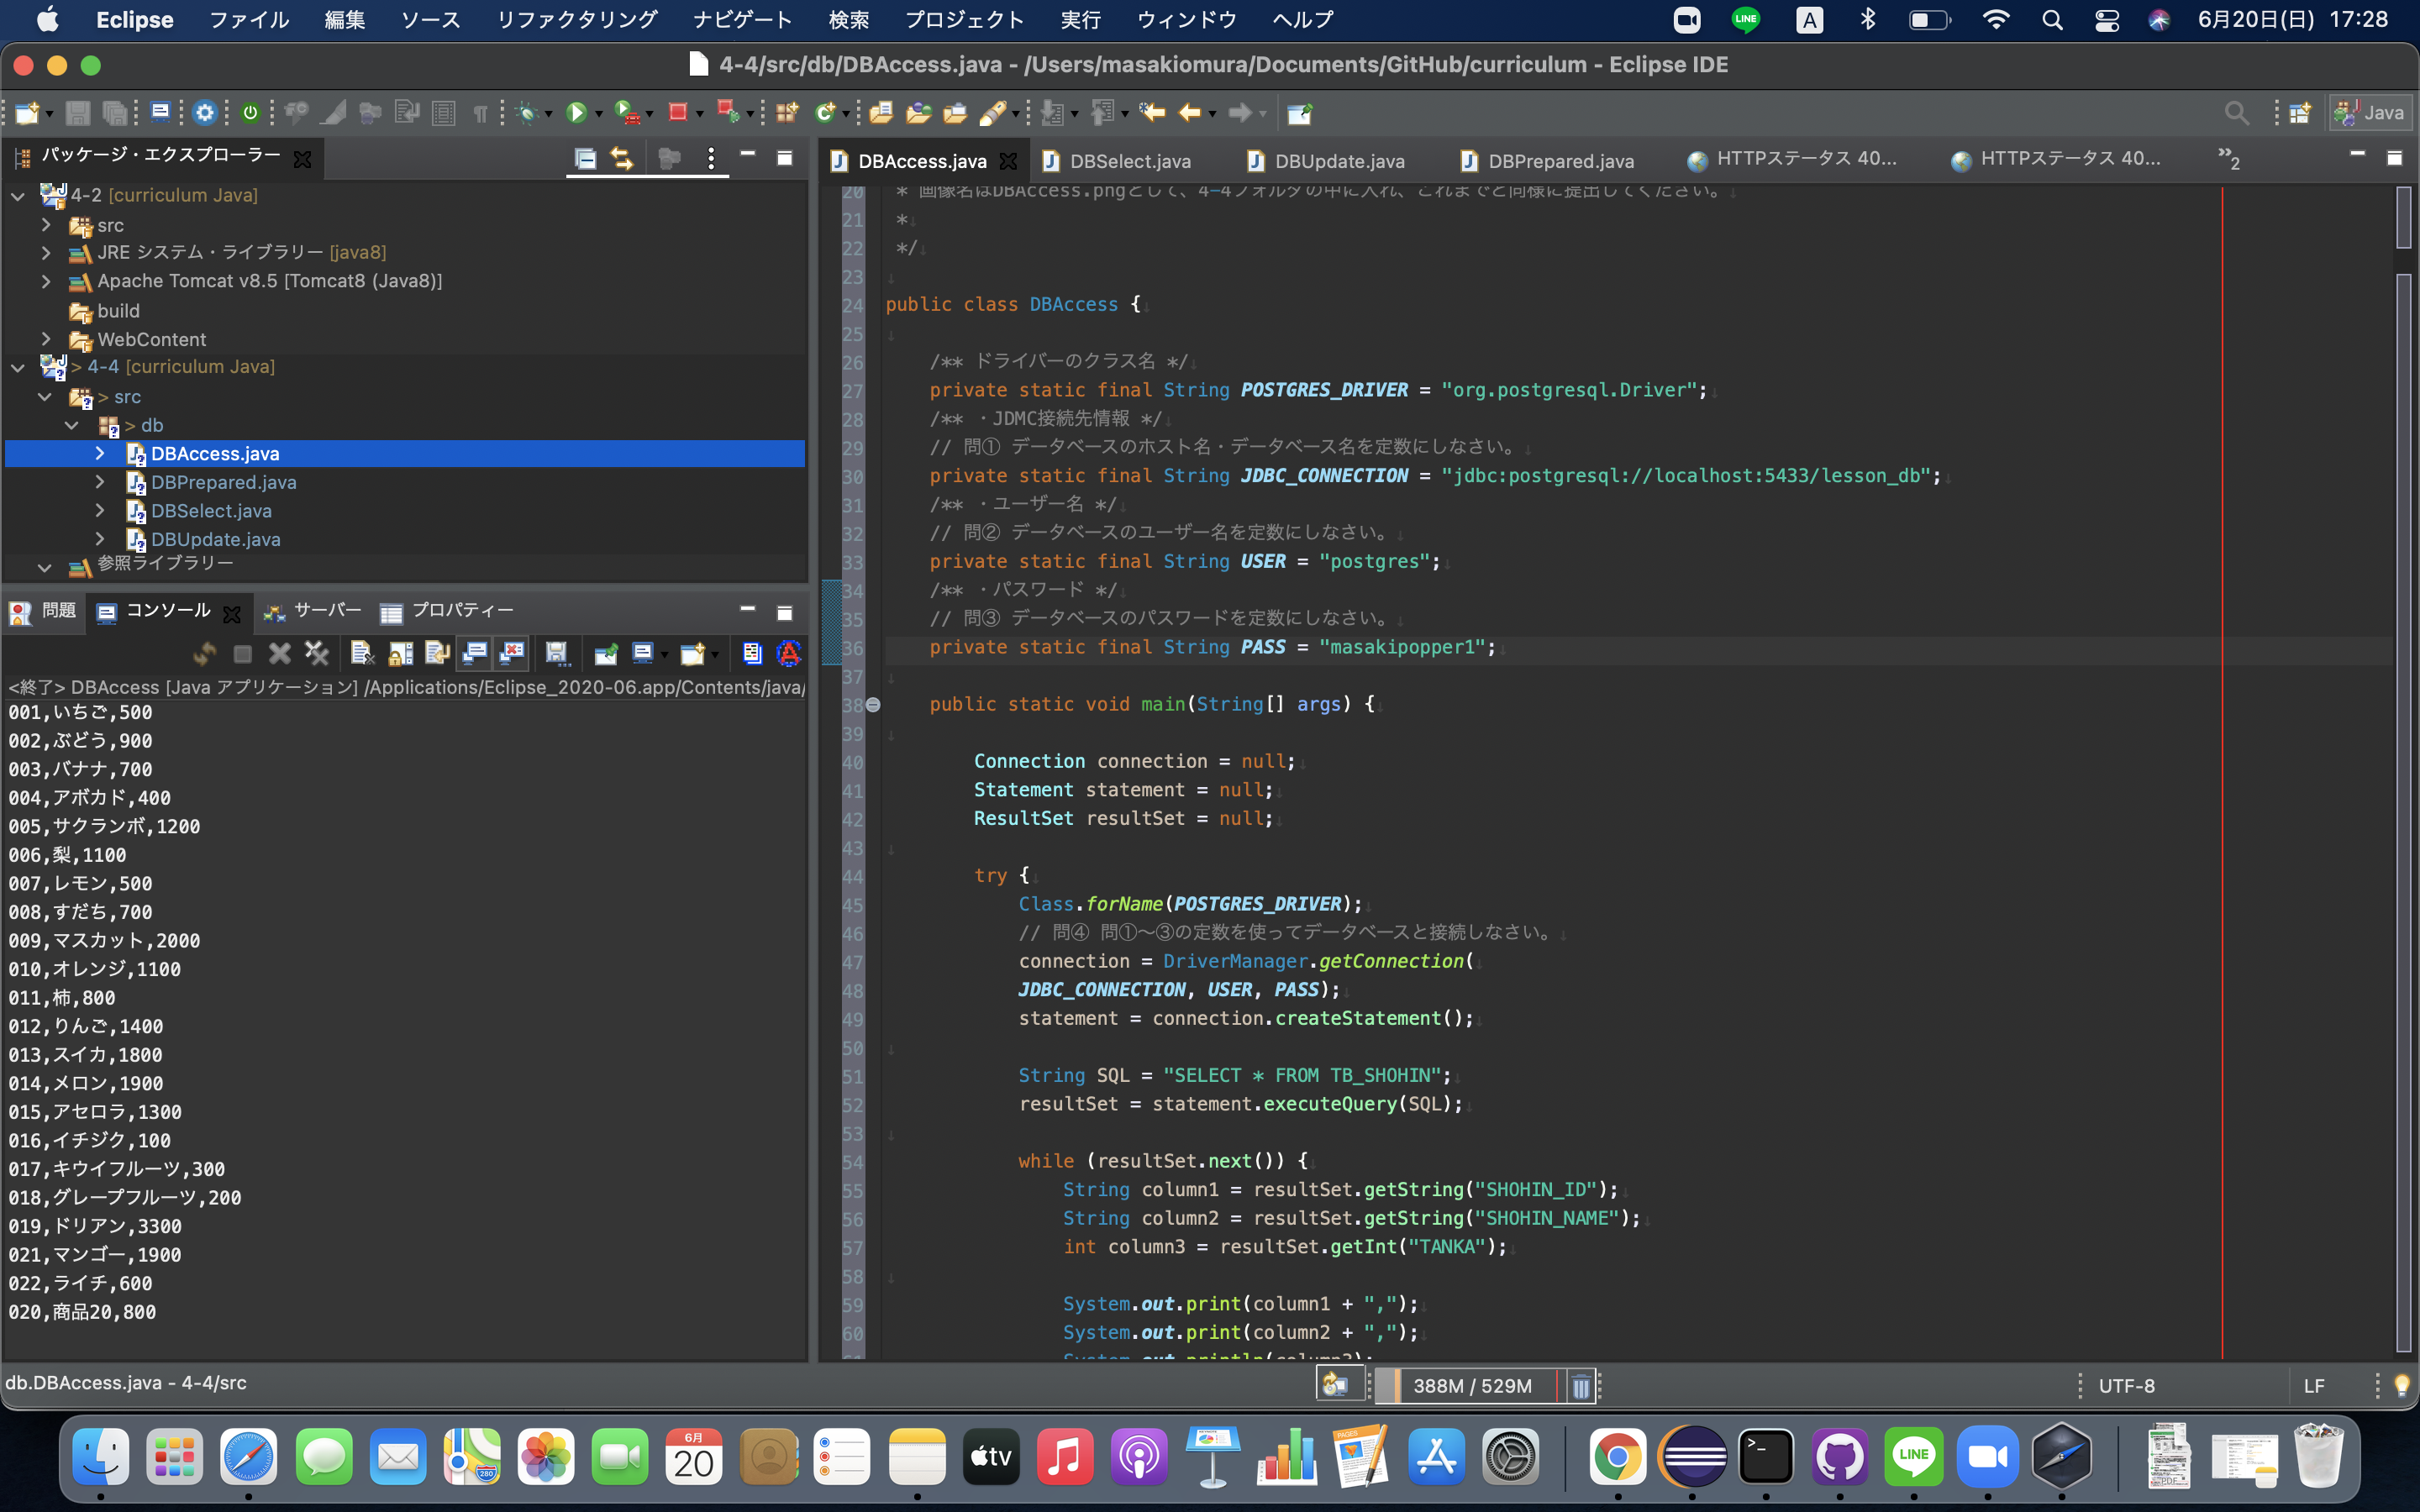 Eclipse ファイル 編集 ソース リファクタリング ナビゲート 検索 プロジェクト 実行 ウィンドウ ヘルプ LINE A 6月20日(日) 17:28
4-4/src/db/DBAccess.java - /Users/masakiomura/Documents/GitHub/curriculum - Eclipse IDE
Java
パッケージ・エクスプローラー
4-2 [curriculum Java]
src
JRE システム・ライブラリー [java8]
Apache Tomcat v8.5 [Tomcat8 (Java8)]
build
WebContent
> 4-4 [curriculum Java]
> src
> db
DBAccess.java
DBPrepared.java
DBSelect.java
DBUpdate.java
参照ライブラリー
問題 コンソール サーバー プロパティー
<終了> DBAccess [Java アプリケーション] /Applications/Eclipse_2020-06.app/Contents/java/
001,いちご,500
002,ぶどう,900
003,バナナ,700
004,アボカド,400
005,サクランボ,1200
006,梨,1100
007,レモン,500
008,すだち,700
009,マスカット,2000
010,オレンジ,1100
011,柿,800
012,りんご,1400
013,スイカ,1800
014,メロン,1900
015,アセロラ,1300
016,イチジク,100
017,キウイフルーツ,300
018,グレープフルーツ,200
019,ドリアン,3300
021,マンゴー,1900
022,ライチ,600
020,商品20,800
DBAccess.java DBSelect.java DBUpdate.java DBPrepared.java HTTPステータス 40... HTTPステータス 40... »2
20 * 画像名はDBAccess.pngとして、4-4フォルダの中に入れ、これまでと同様に提出してください。
21 *
22 */
23
24 public class DBAccess {
25
26 /** ドライバーのクラス名 */
27 private static final String POSTGRES_DRIVER = "org.postgresql.Driver";
28 /** ・JDMC接続先情報 */
29 // 問① データベースのホスト名・データベース名を定数にしなさい。
30 private static final String JDBC_CONNECTION = "jdbc:postgresql://localhost:5433/lesson_db";
31 /** ・ユーザー名 */
32 // 問② データベースのユーザー名を定数にしなさい。
33 private static final String USER = "postgres";
34 /** ・パスワード */
35 // 問③ データベースのパスワードを定数にしなさい。
36 private static final String PASS = "masakipopper1";
37
38 public static void main(String[] args) {
39
40 Connection connection = null;
41 Statement statement = null;
42 ResultSet resultSet = null;
43
44 try {
45 Class.forName(POSTGRES_DRIVER);
46 // 問④ 問①〜③の定数を使ってデータベースと接続しなさい。
47 connection = DriverManager.getConnection(
48 JDBC_CONNECTION, USER, PASS);
49 statement = connection.createStatement();
50
51 String SQL = "SELECT * FROM TB_SHOHIN";
52 resultSet = statement.executeQuery(SQL);
53
54 while (resultSet.next()) {
55 String column1 = resultSet.getString("SHOHIN_ID");
56 String column2 = resultSet.getString("SHOHIN_NAME");
57 int column3 = resultSet.getInt("TANKA");
58
59 System.out.print(column1 + ",");
60 System.out.print(column2 + ",");
61 System.out.println(column3);
db.DBAccess.java - 4-4/src 388M / 529M UTF-8 LF
6月
20
280
tv
PAGES
LINE
PDF